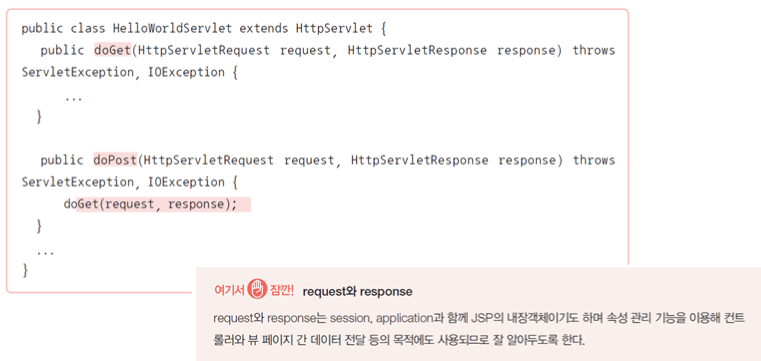 public class HelloWorldServlet extends HttpServlet {
public doGet(HttpServletRequest request, HttpServletResponse response) throws
ServletException, IOException {
...
}
public doPost(HttpServletRequest request, HttpServletResponse response) throws
ServletException, IOException {
doGet(request, response);
}
...
}
여기서 잠깐! request와 response
request와 response는 session, application과 함께 JSP의 내장객체이기도 하며 속성 관리 기능을 이용해 컨트
롤러와 뷰 페이지 간 데이터 전달 등의 목적에도 사용되므로 잘 알아두도록 한다.